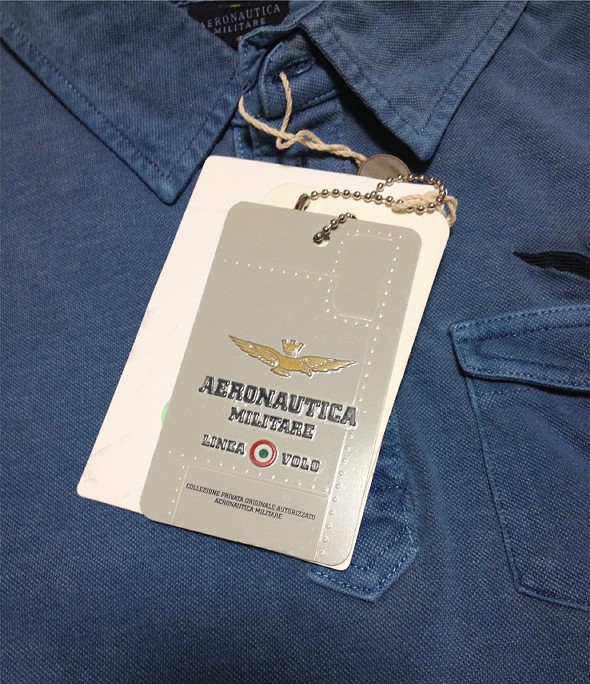 AERONAUTICA
MILITARE
AERONAUTICA
MILITARE
LINEA VOLO
COLLEZIONE PRIVATA ORIGINALE AUTORIZZATO
AERONAUTICA MILITARE